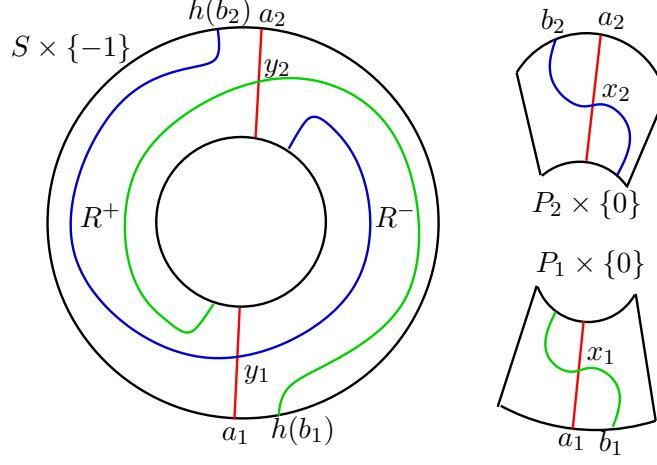 h(b₂) a₂
S × {−1}
y₂
R⁺ R⁻
y₁
a₁ h(b₁)
b₂ a₂
x₂
P₂ × {0}
P₁ × {0}
x₁
a₁ b₁